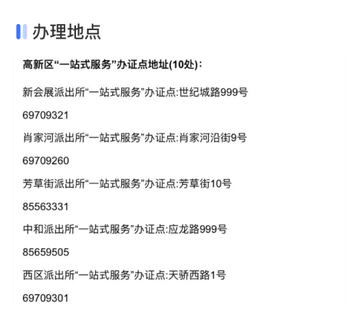 办理地点
高新区“一站式服务”办证点地址(10处)：
新会展派出所“一站式服务”办证点:世纪城路999号
69709321
肖家河派出所“一站式服务”办证点:肖家河沿街9号
69709260
芳草街派出所“一站式服务”办证点:芳草街10号
85563331
中和派出所“一站式服务”办证点:应龙路999号
85659505
西区派出所“一站式服务”办证点:天骄西路1号
69709301